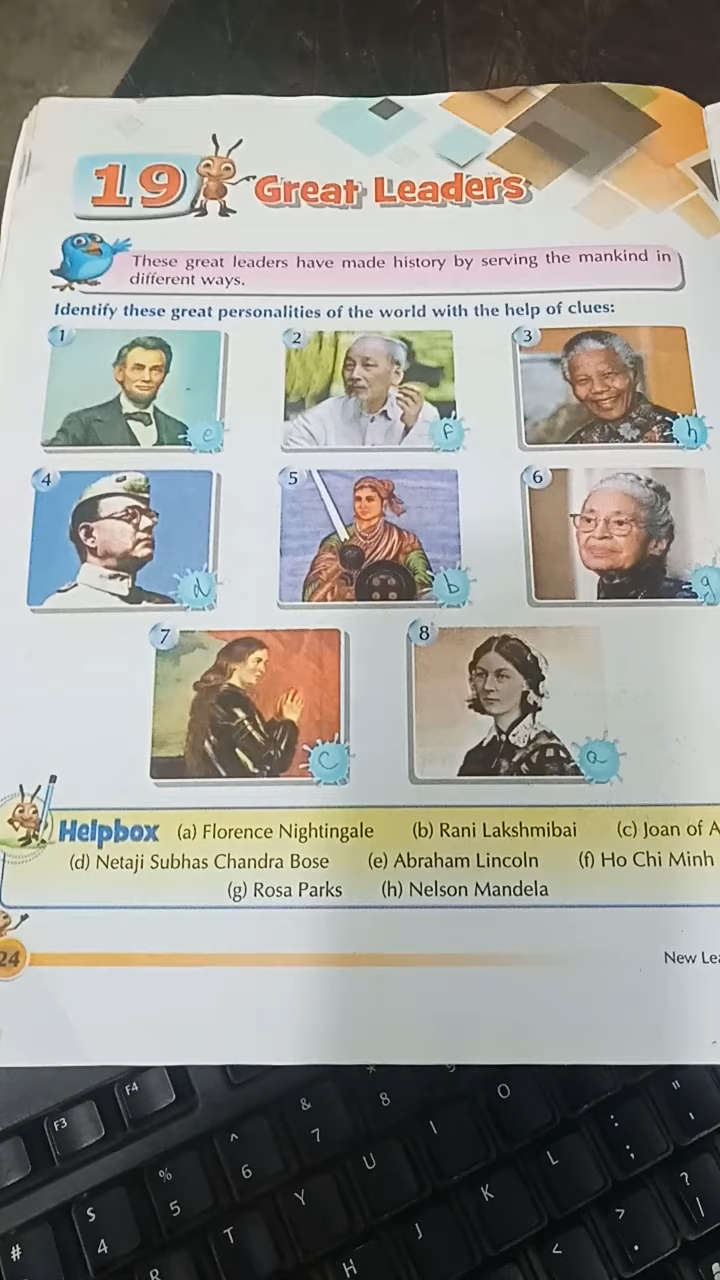 19 Great Leaders
These great leaders have made history by serving the mankind in
different ways.
Identify these great personalities of the world with the help of clues:
1 2 3
e f h
4 5 6
d b g
7 8
c a
Helpbox (a) Florence Nightingale (b) Rani Lakshmibai (c) Joan of A
(d) Netaji Subhas Chandra Bose (e) Abraham Lincoln (f) Ho Chi Minh
(g) Rosa Parks (h) Nelson Mandela
24 New Lea
F3 F4
# $ 4 % 5 ^ 6 & 7 * 8
R T Y U I O
H J K L : ;
< > . ? "